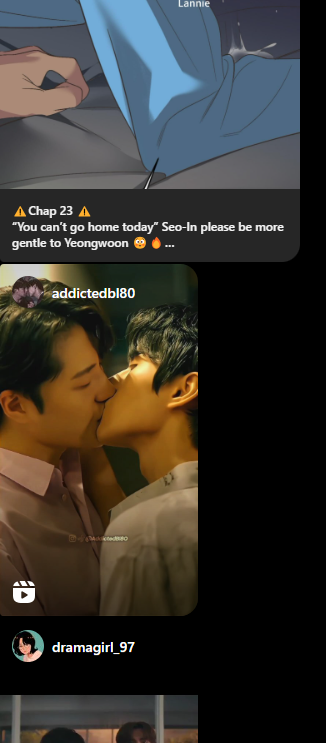 Lannie
⚠️Chap 23 ⚠️
“You can’t go home today” Seo-In please be more
gentle to Yeongwoon 😳🔥...
addictedbl80
dramagirl_97